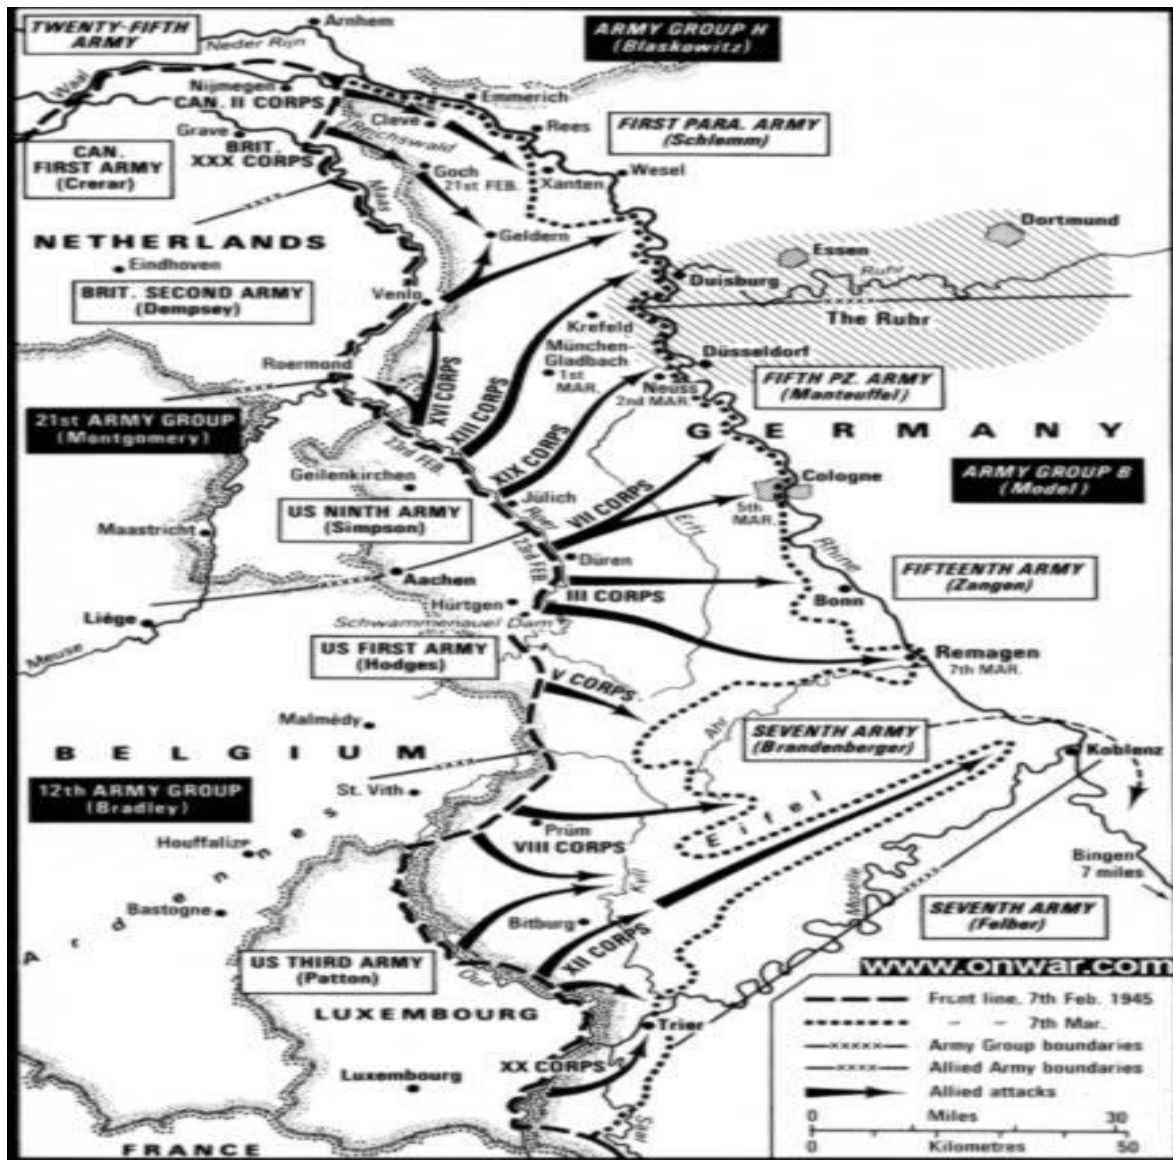 TWENTY-FIFTH
ARMY
Arnhem
ARMY GROUP H
(Blaskowitz)
Neder Rijn
Waal
Nijmegen
CAN. II CORPS
Emmerich
Cleve
Grave
Reichswald
Rees
FIRST PARA. ARMY
(Schlemm)
BRIT.
XXX CORPS
CAN.
FIRST ARMY
(Crerar)
Goch
21st FEB.
Xanten
Wesel
Maas
Dortmund
NETHERLANDS
Geldern
Essen
Eindhoven
Ruhr
Duisburg
BRIT. SECOND ARMY
(Dempsey)
Venlo
The Ruhr
Krefeld
München-
Gladbach
1st
MAR.
Düsseldorf
Roermond
Neuss
2nd MAR.
FIFTH PZ. ARMY
(Manteuffel)
XVI CORPS
XIII CORPS
21st ARMY GROUP
(Montgomery)
GERMANY
23rd FEB.
XIX CORPS
Geilenkirchen
Cologne
ARMY GROUP B
(Model)
Jülich
Roer
VII CORPS
5th
MAR.
US NINTH ARMY
(Simpson)
Erft
Maastricht
23rd FEB.
Rhine
Düren
Aachen
FIFTEENTH ARMY
(Zangen)
III CORPS
Bonn
Hürtgen
Liége
Schwammenauel Dam
Meuse
US FIRST ARMY
(Hodges)
Remagen
7th MAR.
V CORPS
Malmédy
Ahr
SEVENTH ARMY
(Brandenberger)
BELGIUM
Koblenz
12th ARMY GROUP
(Bradley)
St. Vith
Prüm
VIII CORPS
Eifel
Houffalize
Kyll
Bingen
7 miles
Moselle
Ardennes
Bastogne
Bitburg
SEVENTH ARMY
(Felber)
XII CORPS
US THIRD ARMY
(Patton)
Our
www.onwar.com
LUXEMBOURG
Trier
Front line, 7th Feb. 1945
– – 7th Mar.
Army Group boundaries
Allied Army boundaries
Allied attacks
XX CORPS
Luxembourg
Saar
0 Miles 30
0 Kilometres 50
FRANCE